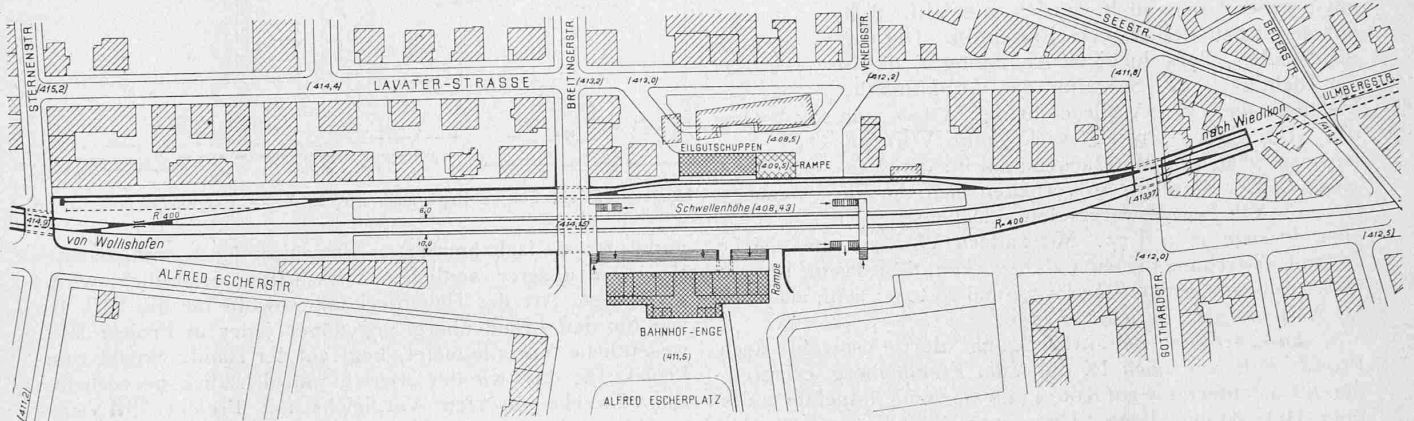 STERNENSTR.
(415,2)
(414,4)
LAVATER-STRASSE
BREITINGERSTR.
(413,2)
(413,0)
VENEDIGSTR.
(412,2)
(411,8)
SEESTR.
BEDERSTR.
ULMBERGSTR.
nach Wiedikon
(408,5)
EILGUTSCHUPPEN
RAMPE
R 400
6,0
10,0
Schwellenhöhe (408,43)
R=400
(412,5)
(412,0)
von Wollishofen
ALFRED ESCHERSTR.
Rampe
BAHNHOF-ENGE
(411,5)
ALFRED ESCHERPLATZ
GOTTHARDSTR.
(411,2)